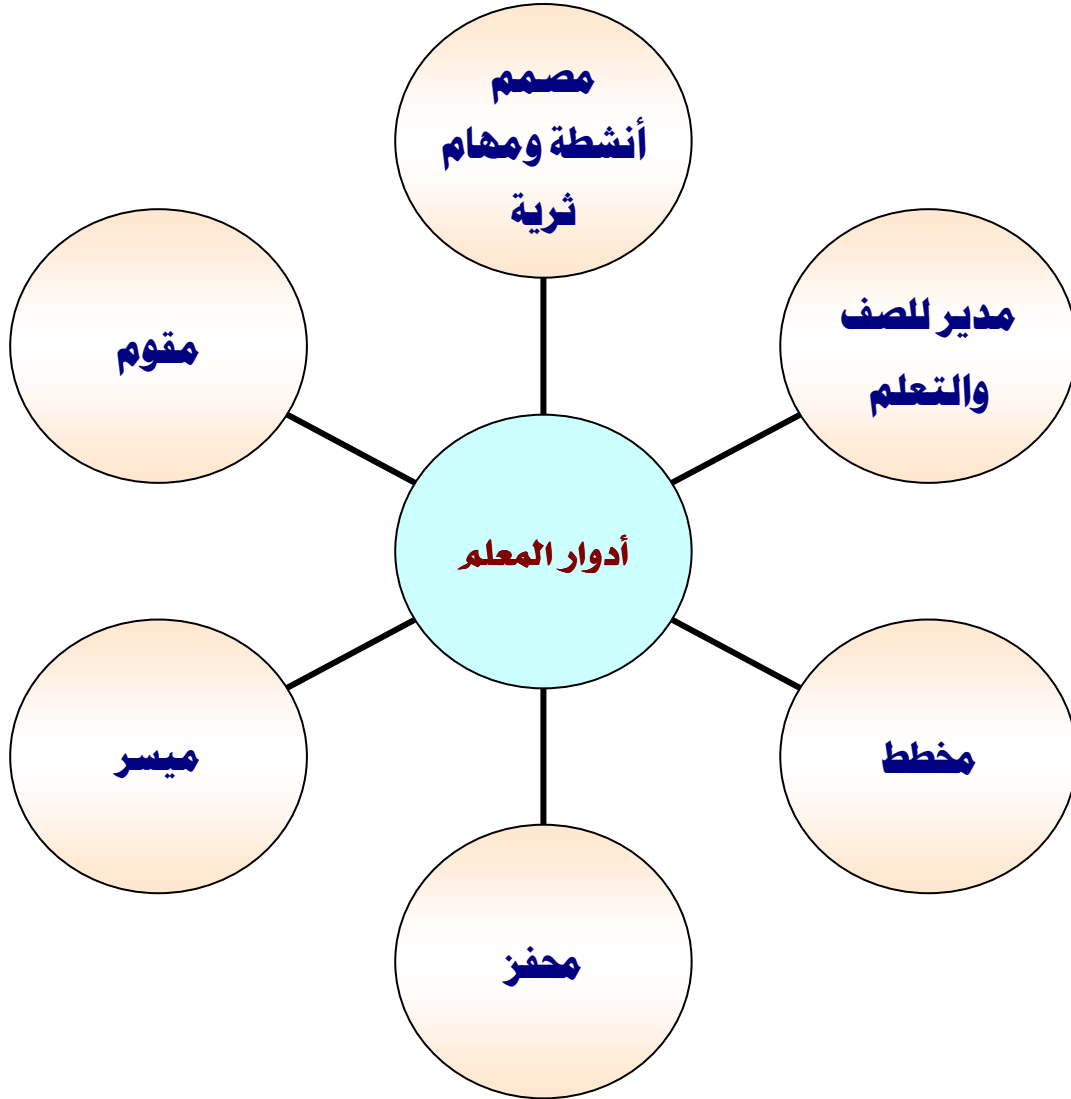 مصمم
أنشطة ومهام
ثرية
مدير للصف
والتعلم
مقوم
أدوار المعلم
ميسر
مخطط
محفز